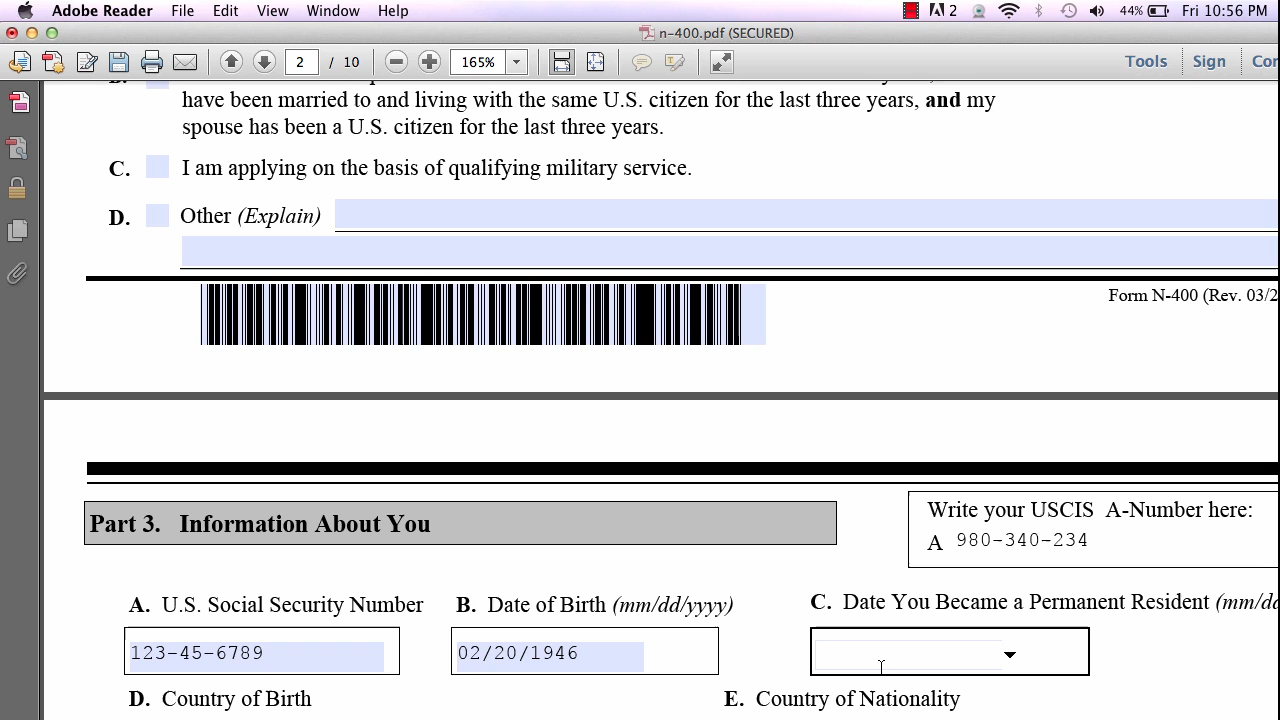 Adobe Reader File Edit View Window Help 2 44% Fri 10:56 PM
n-400.pdf (SECURED)
2 / 10 165% Tools Sign Co
have been married to and living with the same U.S. citizen for the last three years, and my
spouse has been a U.S. citizen for the last three years.
C. I am applying on the basis of qualifying military service.
D. Other (Explain)
Form N-400 (Rev. 03/2
Part 3. Information About You
Write your USCIS A-Number here:
A 980-340-234
A. U.S. Social Security Number B. Date of Birth (mm/dd/yyyy) C. Date You Became a Permanent Resident (mm/dd
123-45-6789 02/20/1946
D. Country of Birth E. Country of Nationality